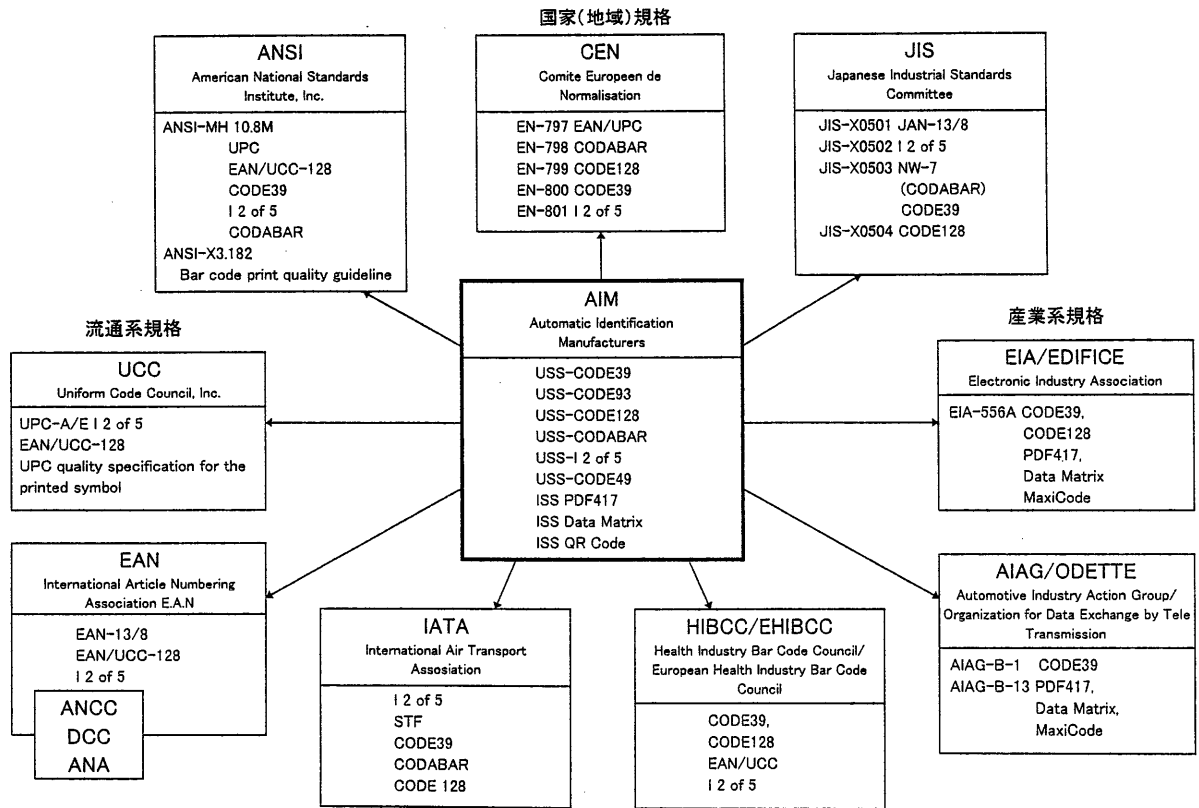 国家(地域)規格
ANSI
American National Standards
Institute, Inc.
ANSI-MH 10.8M
UPC
EAN/UCC-128
CODE39
I 2 of 5
CODABAR
ANSI-X3.182
Bar code print quality guideline
CEN
Comite Europeen de
Normalisation
EN-797 EAN/UPC
EN-798 CODABAR
EN-799 CODE128
EN-800 CODE39
EN-801 I 2 of 5
JIS
Japanese Industrial Standards
Committee
JIS-X0501 JAN-13/8
JIS-X0502 I 2 of 5
JIS-X0503 NW-7
(CODABAR)
CODE39
JIS-X0504 CODE128
流通系規格
UCC
Uniform Code Council, Inc.
UPC-A/E I 2 of 5
EAN/UCC-128
UPC quality specification for the
printed symbol
AIM
Automatic Identification
Manufacturers
USS-CODE39
USS-CODE93
USS-CODE128
USS-CODABAR
USS-I 2 of 5
USS-CODE49
ISS PDF417
ISS Data Matrix
ISS QR Code
産業系規格
EIA/EDIFICE
Electronic Industry Association
EIA-556A CODE39,
CODE128
PDF417,
Data Matrix
MaxiCode
EAN
International Article Numbering
Association E.A.N
EAN-13/8
EAN/UCC-128
I 2 of 5
ANCC
DCC
ANA
IATA
International Air Transport
Assosiation
I 2 of 5
STF
CODE39
CODABAR
CODE 128
HIBCC/EHIBCC
Health Industry Bar Code Council/
European Health Industry Bar Code
Council
CODE39,
CODE128
EAN/UCC
I 2 of 5
AIAG/ODETTE
Automotive Industry Action Group/
Organization for Data Exchange by Tele
Transmission
AIAG-B-1 CODE39
AIAG-B-13 PDF417,
Data Matrix,
MaxiCode